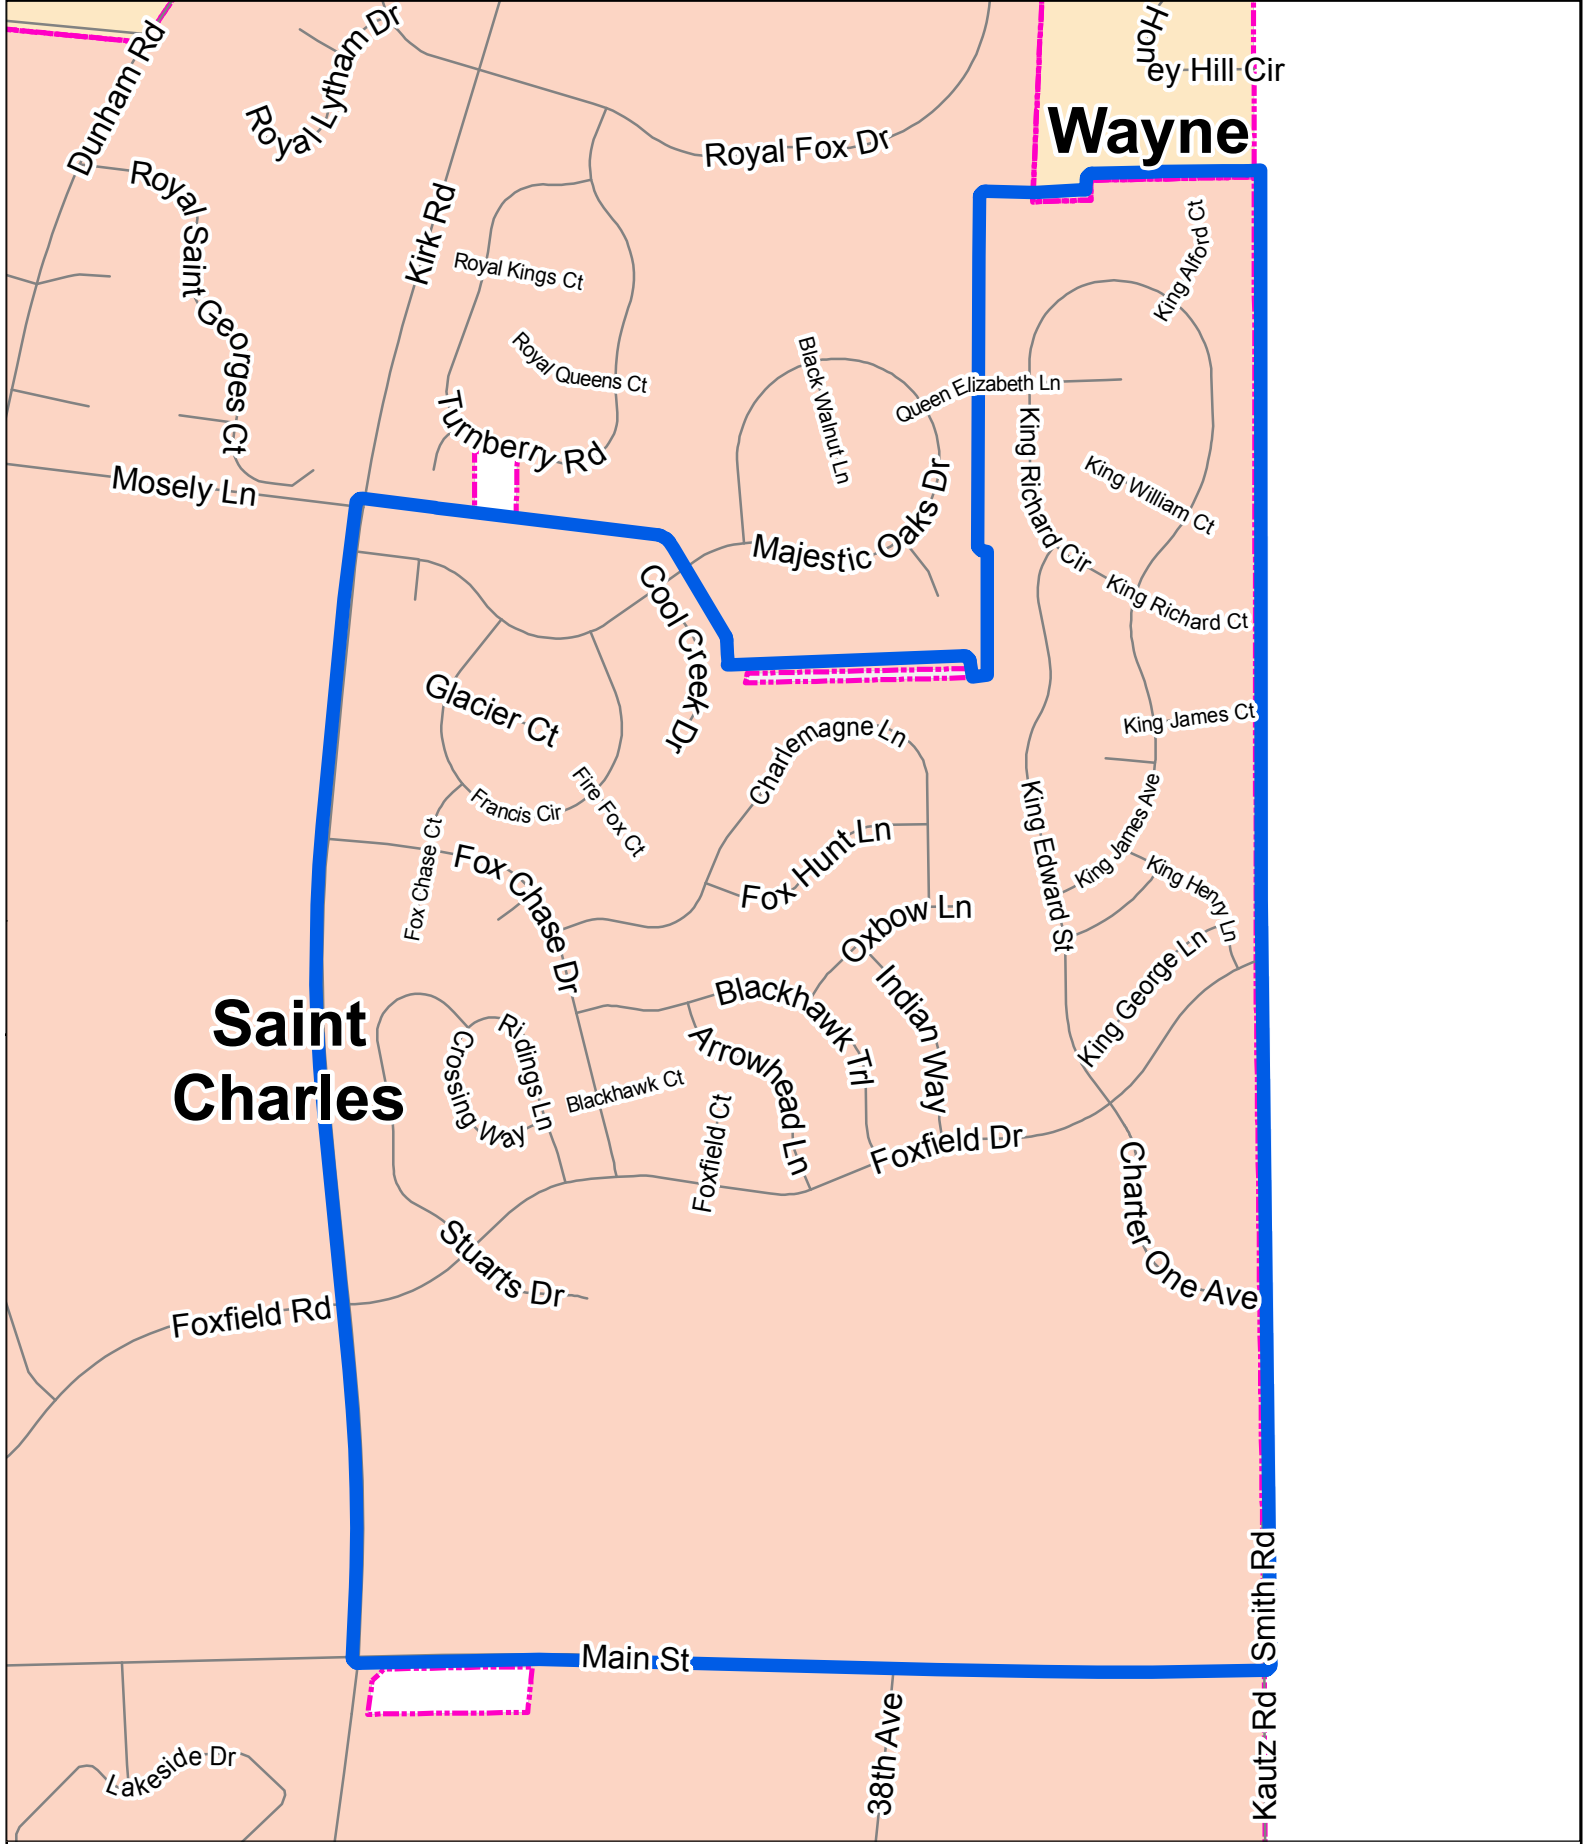 Dunham Rd
Royal Lytham Dr
Honey Hill Cir
Wayne
Royal Fox Dr
Royal Saint Georges Ct
Kirk Rd
Royal Kings Ct
King Alford Ct
Royal Queens Ct
Black Walnut Ln
Queen Elizabeth Ln
Turnberry Rd
King Richard Cir
Mosely Ln
King William Ct
Majestic Oaks Dr
Cool Creek Dr
King Richard Ct
Glacier Ct
King James Ct
Charlemagne Ln
Francis Cir
Fire Fox Ct
King James Ave
King Edward St
Fox Chase Ct
Fox Chase Dr
Fox Hunt Ln
King Henry Ln
Oxbow Ln
King George Ln
Indian Way
Blackhawk Trl
Saint
Charles
Crossing Way
Ridings Ln
Arrowhead Ln
Blackhawk Ct
Foxfield Ct
Foxfield Dr
Charter One Ave
Stuarts Dr
Foxfield Rd
Smith Rd
Main St
38th Ave
Kautz Rd
Lakeside Dr